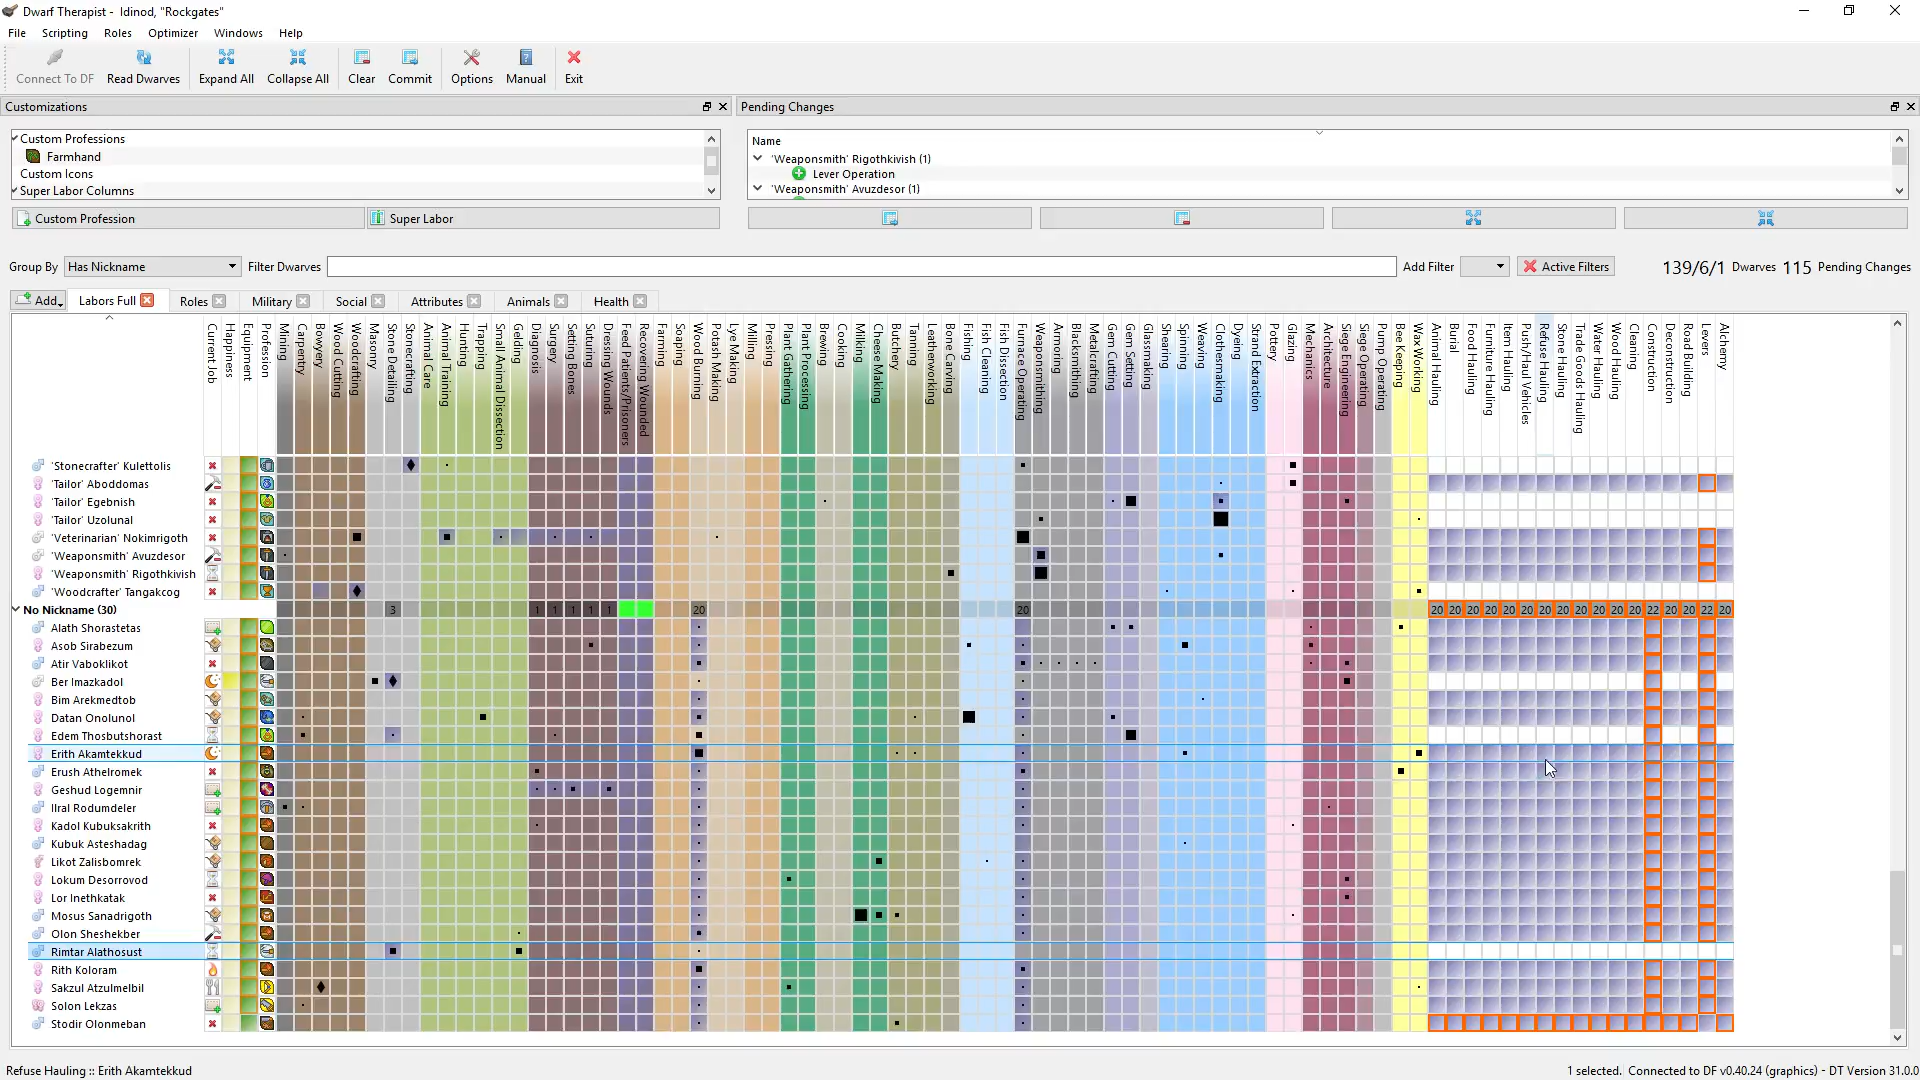 Dwarf Therapist - Idinod, "Rockgates"
File Scripting Roles Optimizer Windows Help
Connect To DF Read Dwarves Expand All Collapse All Clear Commit Options Manual Exit
Customizations
Pending Changes
Custom Professions
Farmhand
Custom Icons
Super Labor Columns
Name
'Weaponsmith' Rigothkivish (1)
Lever Operation
'Weaponsmith' Avuzdesor (1)
Custom Profession
Super Labor
Group By Has Nickname Filter Dwarves Add Filter Active Filters 139/6/1 Dwarves 115 Pending Changes
Add Labors Full Roles Military Social Attributes Animals Health
Current Job
Happiness
Equipment
Profession
Mining
Carpentry
Bowyer
Wood Cutting
Woodcrafting
Masonry
Stone Detailing
Stonecrafting
Animal Care
Animal Training
Hunting
Trapping
Small Animal Dissection
Gelding
Diagnosis
Surgery
Setting Bones
Suturing
Dressing Wounds
Feed Patients/Prisoners
Recovering Wounded
Farming
Soaping
Wood Burning
Potash Making
Lye Making
Milling
Pressing
Plant Gathering
Plant Processing
Brewing
Cooking
Milking
Cheese Making
Butchery
Tanning
Leatherworking
Bone Carving
Fishing
Fish Cleaning
Fish Dissection
Furnace Operating
Weaponsmithing
Armoring
Blacksmithing
Metalcrafting
Gem Cutting
Gem Setting
Glassmaking
Shearing
Spinning
Weaving
Clothesmaking
Dyeing
Strand Extraction
Pottery
Glazing
Mechanics
Architecture
Siege Engineering
Siege Operating
Pump Operating
Bee Keeping
Wax Working
Animal Hauling
Burial
Food Hauling
Furniture Hauling
Item Hauling
Push/Haul Vehicles
Refuse Hauling
Stone Hauling
Trade Goods Hauling
Water Hauling
Wood Hauling
Cleaning
Construction
Deconstruction
Road Building
Levers
Alchemy
'Stonecrafter' Kulettolis
'Tailor' Aboddomas
'Tailor' Egebnish
'Tailor' Uzolunal
'Veterinarian' Nokimrigoth
'Weaponsmith' Avuzdesor
'Weaponsmith' Rigothkivish
'Woodcrafter' Tangakcog
No Nickname (30) 3 1 1 1 1 1 20 20 20 20 20 20 20 20 20 20 20 20 20 20 22 20 20 22 20
Alath Shorastetas
Asob Sirabezum
Atir Vaboklikot
Ber Imazkadol
Bim Arekmedtob
Datan Onolunol
Edem Thosbutshorast
Erith Akamtekkud
Erush Athelromek
Geshud Logemnir
Ilral Rodumdeler
Kadol Kubuksakrith
Kubuk Asteshadag
Likot Zalisbomrek
Lokum Desorrovod
Lor Inethkatak
Mosus Sanadrigoth
Olon Sheshekber
Rimtar Alathosust
Rith Koloram
Sakzul Atzulmelbil
Solon Lekzas
Stodir Olonmeban
Refuse Hauling :: Erith Akamtekkud
1 selected. Connected to DF v0.40.24 (graphics) - DT Version 31.0.0